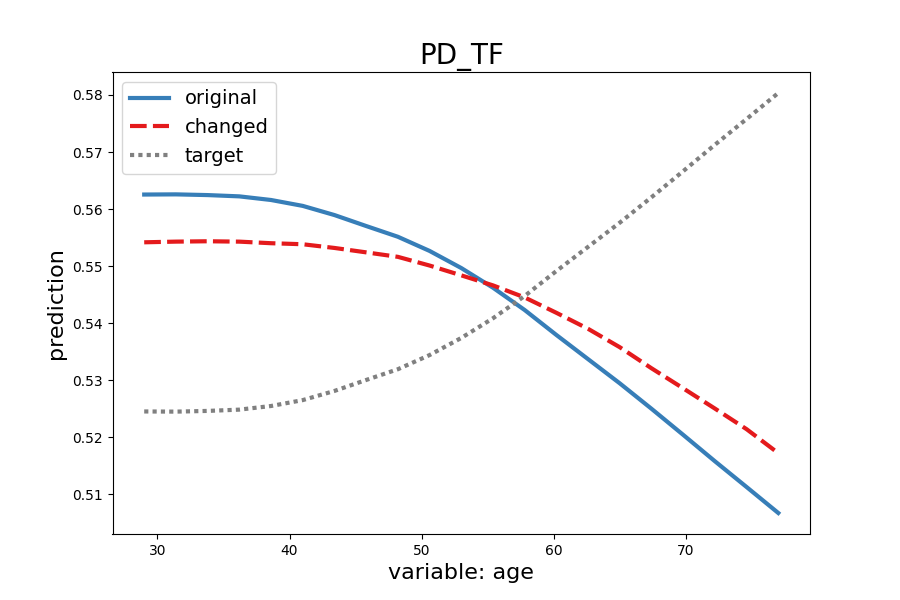 PD_TF
original
changed
target
0.58
0.57
0.56
0.55
0.54
0.53
0.52
0.51
prediction
30 40 50 60 70
variable: age